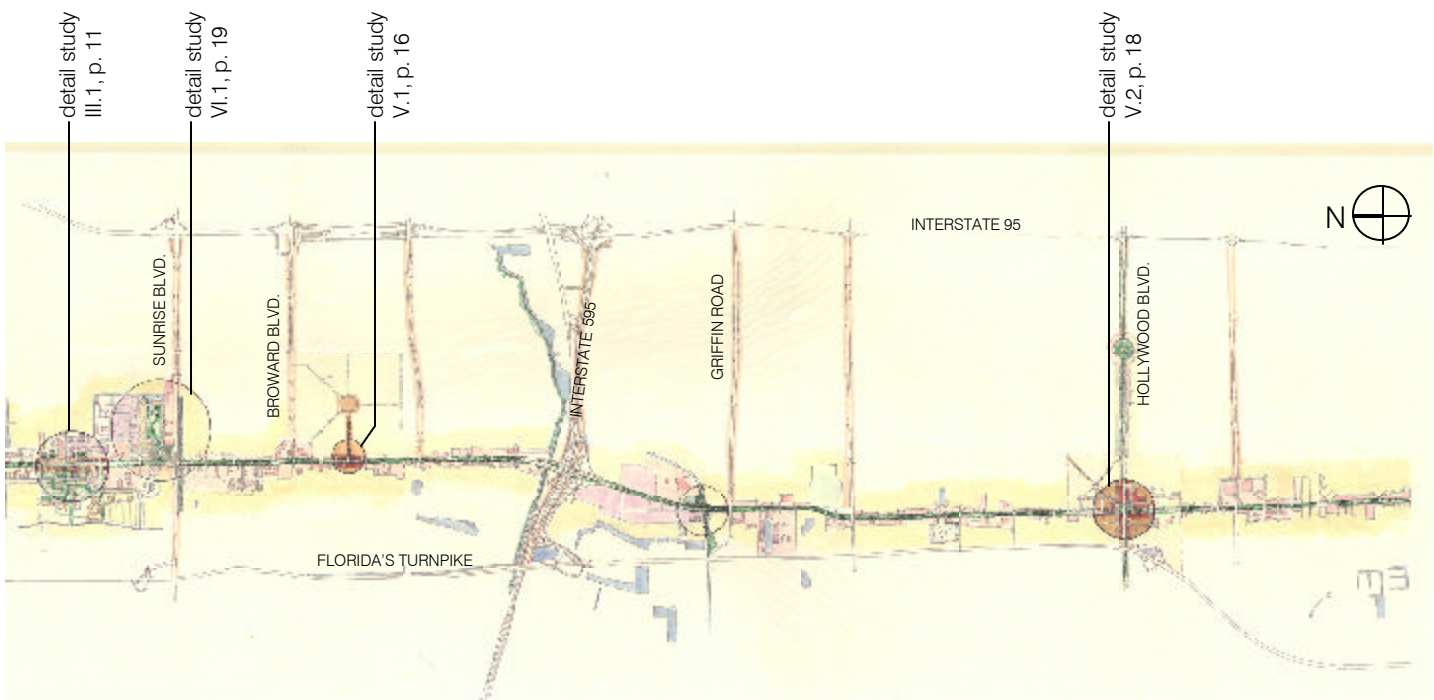 detail study
III.1, p. 11
detail study
VI.1, p. 19
detail study
V.1, p. 16
detail study
V.2, p. 18
N
INTERSTATE 95
SUNRISE BLVD.
BROWARD BLVD.
INTERSTATE 595
GRIFFIN ROAD
HOLLYWOOD BLVD.
FLORIDA'S TURNPIKE